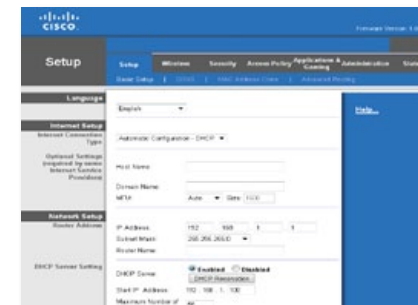 CISCO
Firmware Version: 1.0
Setup
Setup Wireless Security Access Policy Applications & Gaming Administration
Basic Setup | DDNS | MAC Address Clone | Advanced Routing
Language
English
Help...
Internet Setup
Internet Connection Type
Automatic Configuration - DHCP
Optional Settings (required by some Internet Service Providers)
Host Name:
Domain Name:
MTU: Auto Size: 1500
Network Setup
Router Address
IP Address: 192 . 168 . 1 . 1
Subnet Mask: 255.255.255.0
Router Name:
DHCP Server Setting
DHCP Server: Enabled Disabled
DHCP Reservation
Start IP Address: 192 . 168 . 1 . 100
Maximum Number of